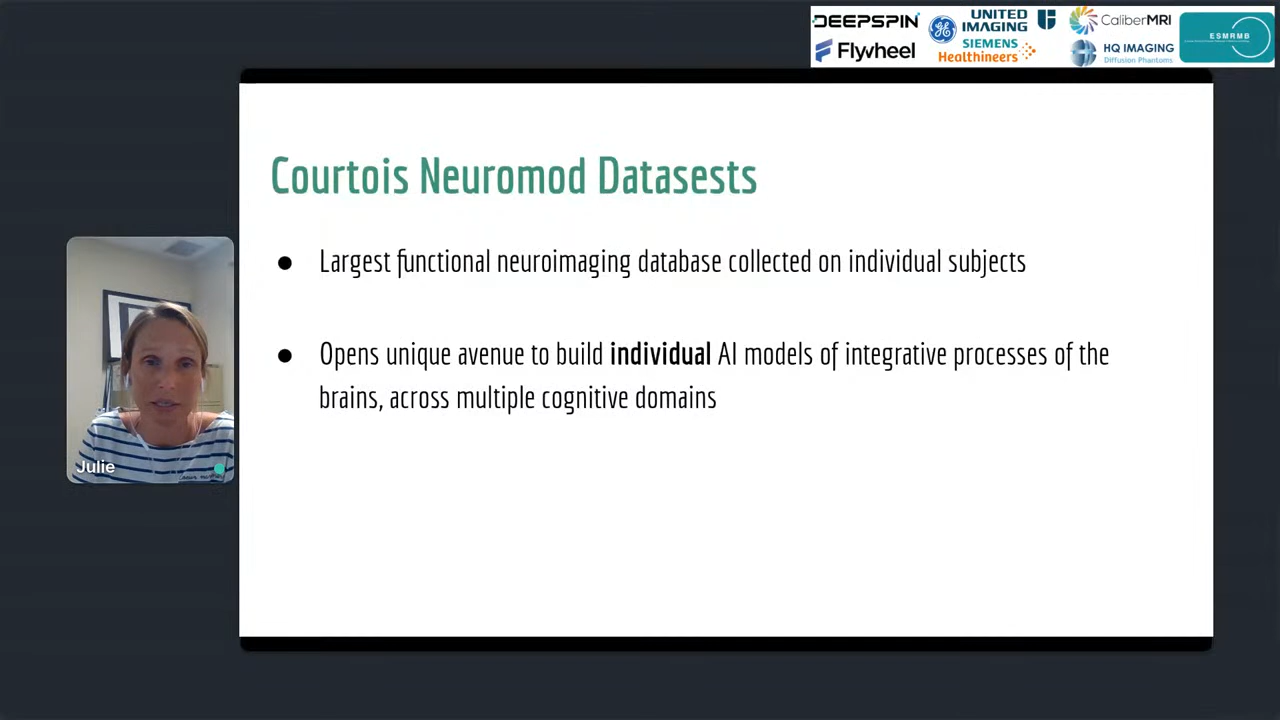 DEEPSPIN
UNITED
IMAGING
CaliberMRI
ESMRMB
Flywheel
SIEMENS
Healthineers
HQ IMAGING
Diffusion Phantoms
Courtois Neuromod Datasests
● Largest functional neuroimaging database collected on individual subjects
● Opens unique avenue to build individual AI models of integrative processes of the
brains, across multiple cognitive domains
Julie